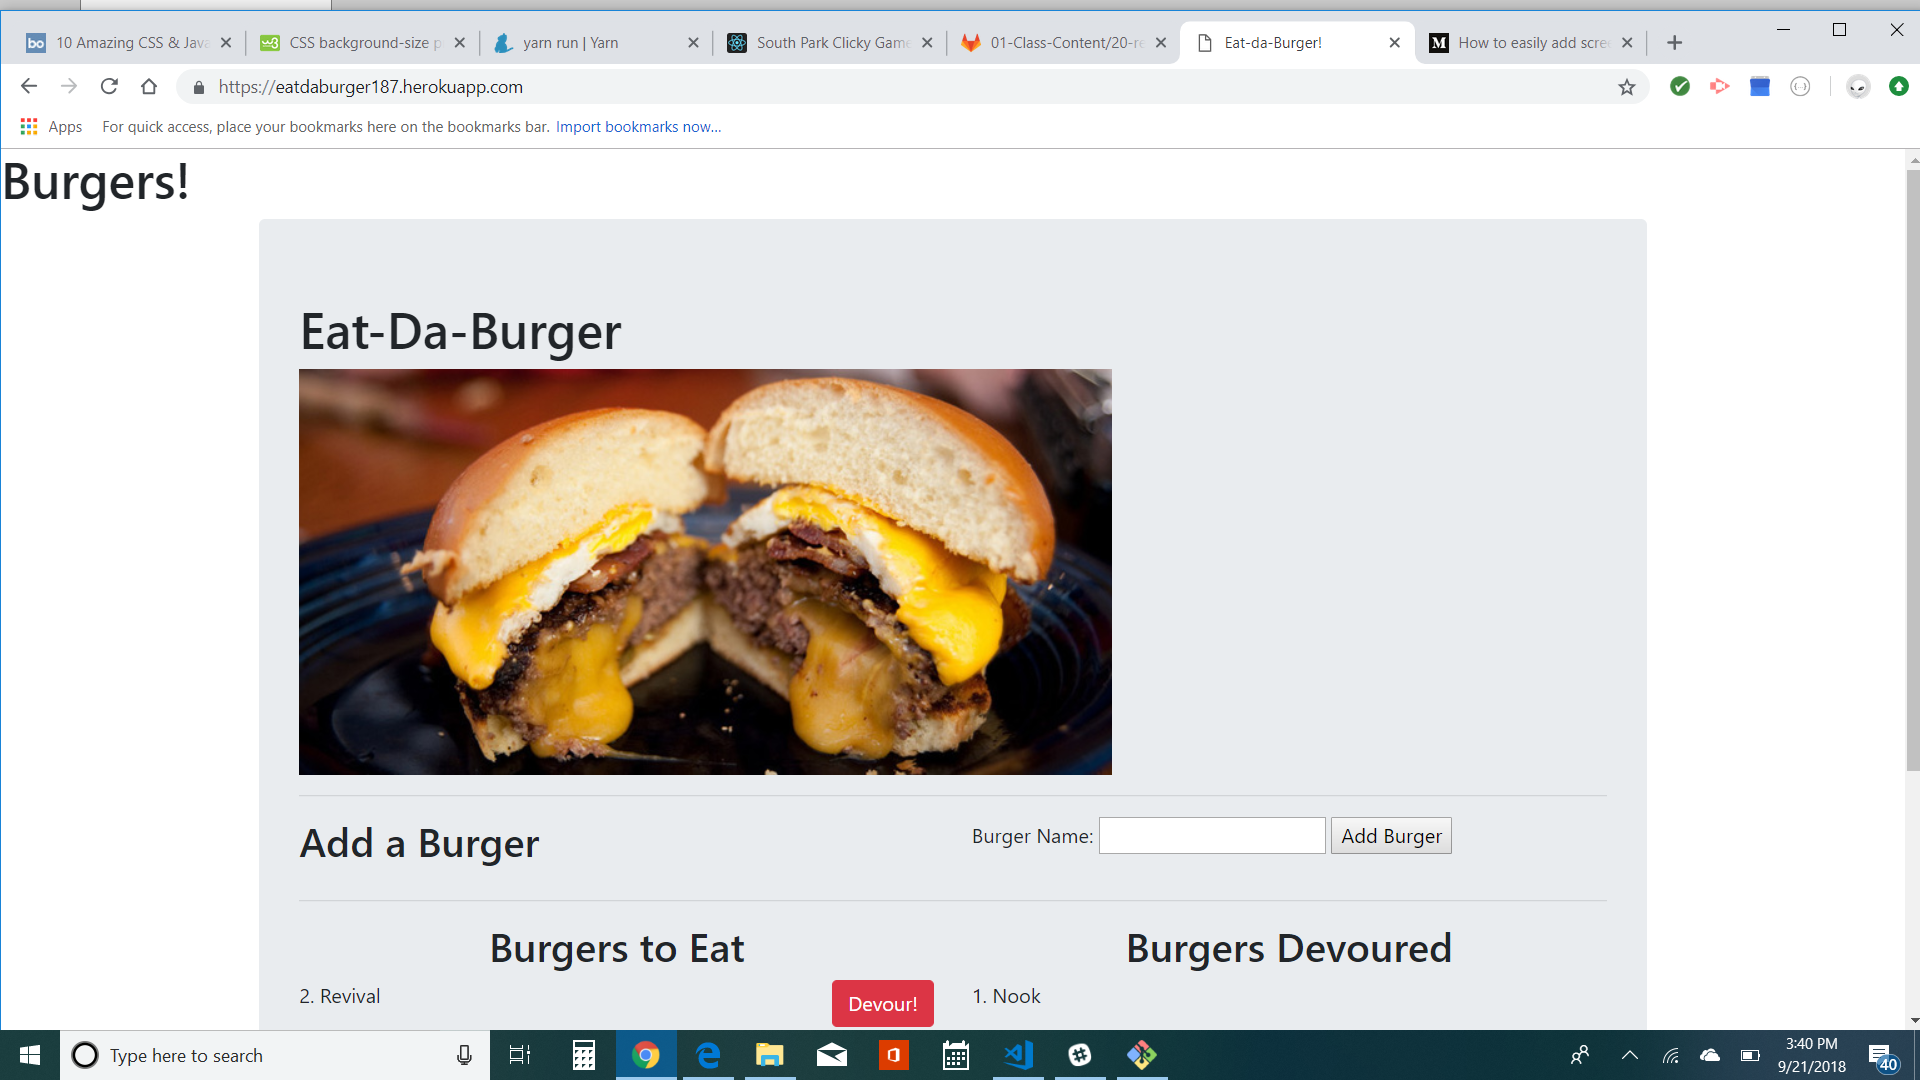 bo 10 Amazing CSS & Java
w3 CSS background-size p
yarn run | Yarn
South Park Clicky Game
01-Class-Content/20-re
Eat-da-Burger!
M How to easily add scree
https://eatdaburger187.herokuapp.com
Apps For quick access, place your bookmarks here on the bookmarks bar. Import bookmarks now...
Burgers!
Eat-Da-Burger
Add a Burger
Burger Name: Add Burger
Burgers to Eat
Burgers Devoured
2. Revival
Devour!
1. Nook
Type here to search
3:40 PM
9/21/2018
40